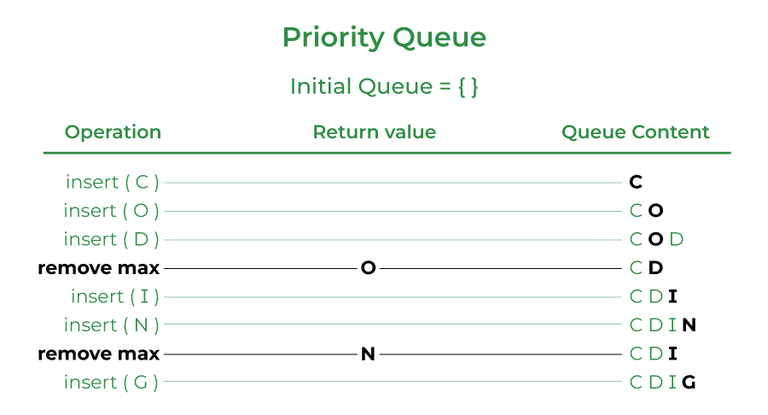 Priority Queue
Initial Queue = { }
Operation Return value Queue Content
insert ( C ) C
insert ( O ) C O
insert ( D ) C O D
remove max O C D
insert ( I ) C D I
insert ( N ) C D I N
remove max N C D I
insert ( G ) C D I G